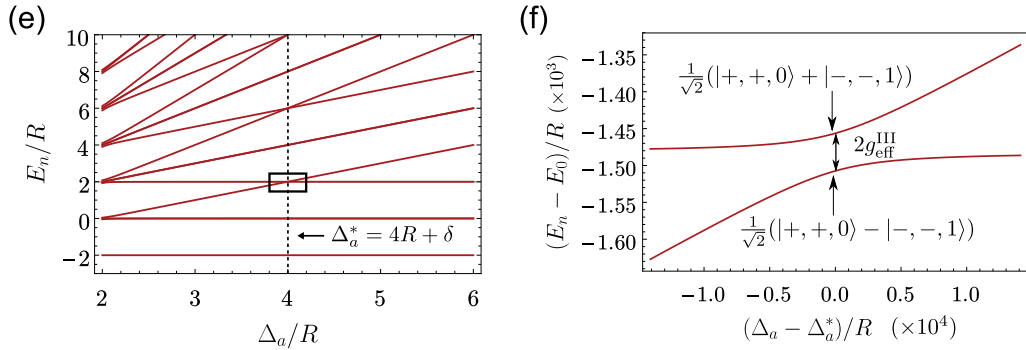 (e)
10
8
6
4
2
0
−2
2
3
4
5
6
E_n/R
Δ_a/R
Δ_a^* = 4R + δ
(f)
−1.35
−1.40
−1.45
−1.50
−1.55
−1.60
−1.0
−0.5
0.0
0.5
1.0
(E_n − E_0)/R (×10^3)
(Δ_a − Δ_a^*)/R (×10^4)
1/√2(|+,+,0⟩ + |−,−,1⟩)
2g_eff^III
1/√2(|+,+,0⟩ − |−,−,1⟩)